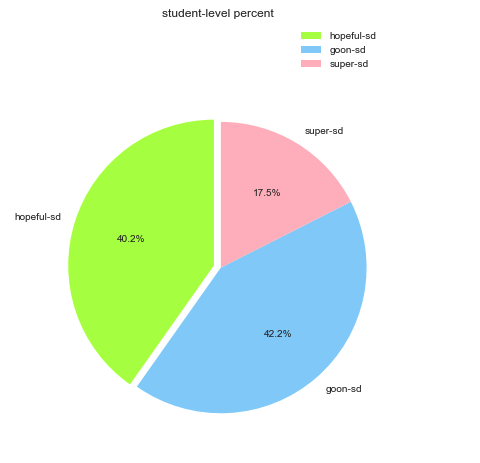 student-level percent
hopeful-sd
goon-sd
super-sd
super-sd
17.5%
hopeful-sd
40.2%
42.2%
goon-sd